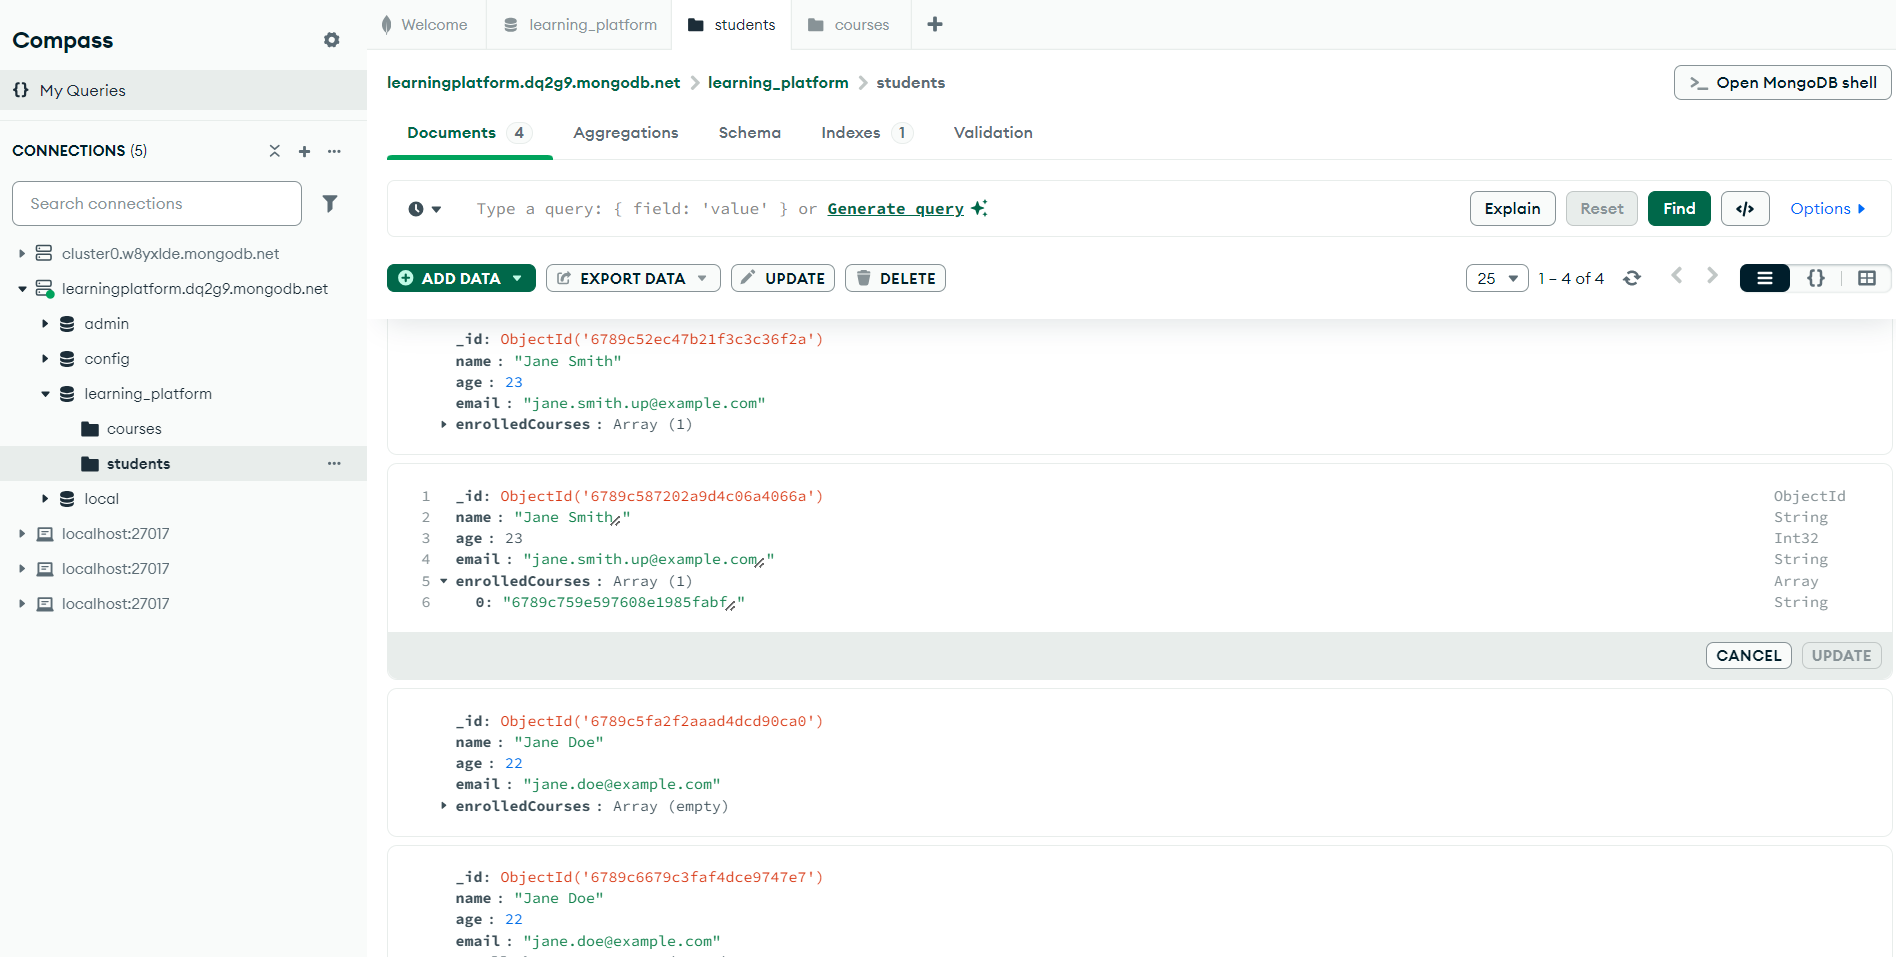 Compass
My Queries
CONNECTIONS (5)
Search connections
cluster0.w8yxlde.mongodb.net
learningplatform.dq2g9.mongodb.net
admin
config
learning_platform
courses
students
local
localhost:27017
localhost:27017
localhost:27017
Welcome learning_platform students courses
learningplatform.dq2g9.mongodb.net > learning_platform > students
>_ Open MongoDB shell
Documents 4 Aggregations Schema Indexes 1 Validation
Type a query: { field: 'value' } or Generate query
Explain Reset Find </> Options
ADD DATA EXPORT DATA UPDATE DELETE
25 1 – 4 of 4 {}
_id: ObjectId('6789c52ec47b21f3c3c36f2a')
name : "Jane Smith"
age : 23
email : "jane.smith.up@example.com"
enrolledCourses : Array (1)
1 _id: ObjectId('6789c587202a9d4c06a4066a') ObjectId
2 name : "Jane Smith" String
3 age : 23 Int32
4 email : "jane.smith.up@example.com" String
5 enrolledCourses : Array (1) Array
6 0: "6789c759e597608e1985fabf" String
CANCEL UPDATE
_id: ObjectId('6789c5fa2f2aaad4dcd90ca0')
name : "Jane Doe"
age : 22
email : "jane.doe@example.com"
enrolledCourses : Array (empty)
_id: ObjectId('6789c6679c3faf4dce9747e7')
name : "Jane Doe"
age : 22
email : "jane.doe@example.com"